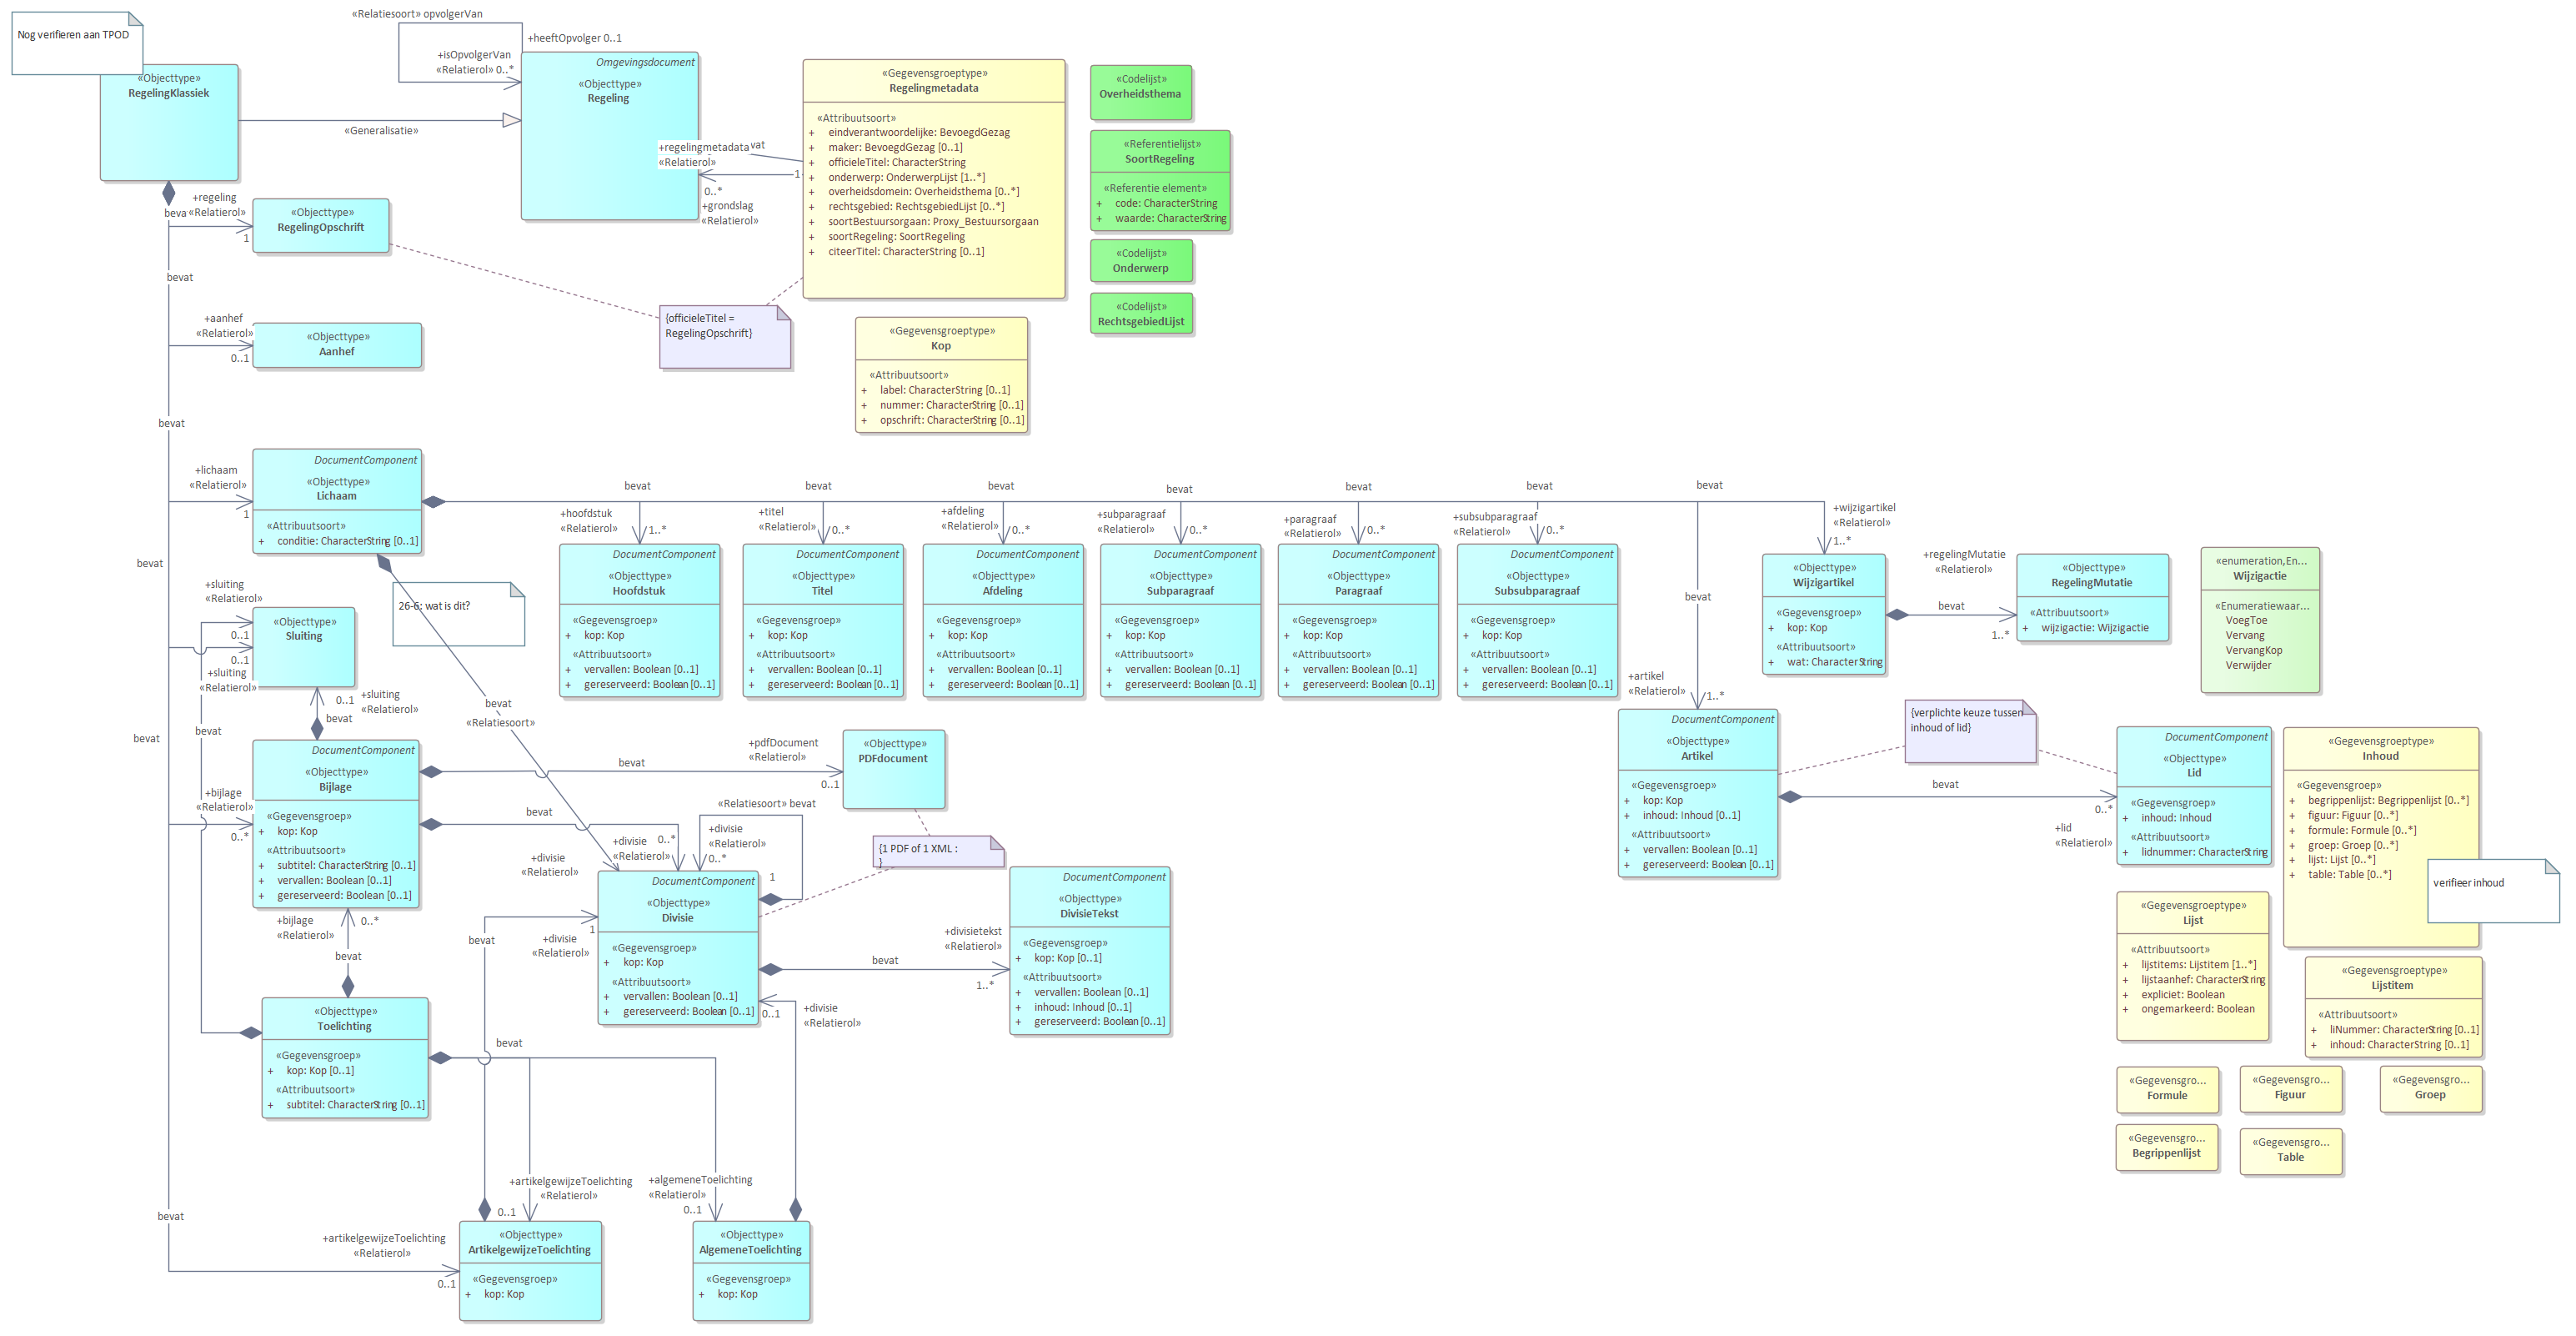 Nog verifieren aan TPOD
«Objecttype»
RegelingKlassiek
«Relatiesoort» opvolgerVan
+heeftOpvolger 0..1
+isOpvolgerVan
«Relatierol» 0..*
Omgevingsdocument
«Objecttype»
Regeling
«Generalisatie»
+regelingmetadata
vat
«Relatierol»
1
0..*
+grondslag
«Relatierol»
«Gegevensgroeptype»
Regelingmetadata
«Attribuutsoort»
+ eindverantwoordelijke: BevoegdGezag
+ maker: BevoegdGezag [0..1]
+ officieleTitel: CharacterString
+ onderwerp: OnderwerpLijst [1..*]
+ overheidsdomein: Overheidsthema [0..*]
+ rechtsgebied: RechtsgebiedLijst [0..*]
+ soortBestuursorgaan: Proxy_Bestuursorgaan
+ soortRegeling: SoortRegeling
+ citeerTitel: CharacterString [0..1]
«Codelijst»
Overheidsthema
«Referentielijst»
SoortRegeling
«Referentie element»
+ code: CharacterString
+ waarde: CharacterString
«Codelijst»
Onderwerp
«Codelijst»
RechtsgebiedLijst
+regeling
beva
«Relatierol»
1
«Objecttype»
RegelingOpschrift
bevat
{officieleTitel =
RegelingOpschrift}
+aanhef
«Relatierol»
0..1
«Objecttype»
Aanhef
«Gegevensgroeptype»
Kop
«Attribuutsoort»
+ label: CharacterString [0..1]
+ nummer: CharacterString [0..1]
+ opschrift: CharacterString [0..1]
bevat
+lichaam
«Relatierol»
1
DocumentComponent
«Objecttype»
Lichaam
«Attribuutsoort»
+ conditie: CharacterString [0..1]
bevat
+hoofdstuk
«Relatierol»
1..*
bevat
+titel
«Relatierol»
0..*
bevat
+afdeling
«Relatierol»
0..*
bevat
+subparagraaf
«Relatierol»
0..*
bevat
+paragraaf
«Relatierol»
0..*
bevat
+subsubparagraaf
«Relatierol»
0..*
bevat
+wijzigartikel
«Relatierol»
1..*
DocumentComponent
«Objecttype»
Hoofdstuk
«Gegevensgroep»
+ kop: Kop
«Attribuutsoort»
+ vervallen: Boolean [0..1]
+ gereserveerd: Boolean [0..1]
DocumentComponent
«Objecttype»
Titel
«Gegevensgroep»
+ kop: Kop
«Attribuutsoort»
+ vervallen: Boolean [0..1]
+ gereserveerd: Boolean [0..1]
DocumentComponent
«Objecttype»
Afdeling
«Gegevensgroep»
+ kop: Kop
«Attribuutsoort»
+ vervallen: Boolean [0..1]
+ gereserveerd: Boolean [0..1]
DocumentComponent
«Objecttype»
Subparagraaf
«Gegevensgroep»
+ kop: Kop
«Attribuutsoort»
+ vervallen: Boolean [0..1]
+ gereserveerd: Boolean [0..1]
DocumentComponent
«Objecttype»
Paragraaf
«Gegevensgroep»
+ kop: Kop
«Attribuutsoort»
+ vervallen: Boolean [0..1]
+ gereserveerd: Boolean [0..1]
DocumentComponent
«Objecttype»
Subsubparagraaf
«Gegevensgroep»
+ kop: Kop
«Attribuutsoort»
+ vervallen: Boolean [0..1]
+ gereserveerd: Boolean [0..1]
«Objecttype»
Wijzigartikel
«Gegevensgroep»
+ kop: Kop
«Attribuutsoort»
+ wat: CharacterString
+regelingMutatie
«Relatierol»
bevat
1..*
«Objecttype»
RegelingMutatie
«Attribuutsoort»
+ wijzigactie: Wijzigactie
«enumeration,En...
Wijzigactie
«Enumeratiewaar...
VoegToe
Vervang
VervangKop
Verwijder
bevat
26-6: wat is dit?
+sluiting
«Relatierol»
0..1
0..1
+sluiting
«Relatierol»
«Objecttype»
Sluiting
bevat
+artikel
«Relatierol»
1..*
0..1
+sluiting
«Relatierol»
bevat
bevat
«Relatiesoort»
bevat
bevat
DocumentComponent
«Objecttype»
Bijlage
«Gegevensgroep»
+ kop: Kop
«Attribuutsoort»
+ subtitel: CharacterString [0..1]
+ vervallen: Boolean [0..1]
+ gereserveerd: Boolean [0..1]
+bijlage
«Relatierol»
0..*
bevat
+pdfDocument
«Relatierol»
0..1
«Objecttype»
PDFdocument
DocumentComponent
«Objecttype»
Artikel
«Gegevensgroep»
+ kop: Kop
+ inhoud: Inhoud [0..1]
«Attribuutsoort»
+ vervallen: Boolean [0..1]
+ gereserveerd: Boolean [0..1]
{verplichte keuze tussen
inhoud of lid}
bevat
0..*
+lid
«Relatierol»
DocumentComponent
«Objecttype»
Lid
«Gegevensgroep»
+ inhoud: Inhoud
«Attribuutsoort»
+ lidnummer: CharacterString
«Gegevensgroeptype»
Inhoud
«Gegevensgroep»
+ begrippenlijst: Begrippenlijst [0..*]
+ figuur: Figuur [0..*]
+ formule: Formule [0..*]
+ groep: Groep [0..*]
+ lijst: Lijst [0..*]
+ table: Table [0..*]
verifieer inhoud
bevat
«Relatiesoort» bevat
0..*
+divisie
«Relatierol»
+divisie
«Relatierol»
0..*
+divisie
«Relatierol»
1
{1 PDF of 1 XML :
}
DocumentComponent
«Objecttype»
Divisie
«Gegevensgroep»
+ kop: Kop
«Attribuutsoort»
+ vervallen: Boolean [0..1]
+ gereserveerd: Boolean [0..1]
DocumentComponent
«Objecttype»
DivisieTekst
«Gegevensgroep»
+ kop: Kop [0..1]
«Attribuutsoort»
+ vervallen: Boolean [0..1]
+ inhoud: Inhoud [0..1]
+ gereserveerd: Boolean [0..1]
+divisietekst
«Relatierol»
bevat
1..*
«Gegevensgroeptype»
Lijst
«Attribuutsoort»
+ lijstitems: Lijstitem [1..*]
+ lijstaanhef: CharacterString
+ expliciet: Boolean
+ ongemarkeerd: Boolean
«Gegevensgroeptype»
Lijstitem
«Attribuutsoort»
+ liNummer: CharacterString [0..1]
+ inhoud: CharacterString [0..1]
+bijlage
«Relatierol»
0..*
bevat
bevat
1
+divisie
«Relatierol»
0..1
+divisie
«Relatierol»
«Objecttype»
Toelichting
«Gegevensgroep»
+ kop: Kop [0..1]
«Attribuutsoort»
+ subtitel: CharacterString [0..1]
bevat
«Gegevensgro...
Formule
«Gegevensgro...
Figuur
«Gegevensgro...
Groep
«Gegevensgro...
Begrippenlijst
«Gegevensgro...
Table
+artikelgewijzeToelichting
«Relatierol»
0..1
+algemeneToelichting
«Relatierol»
0..1
bevat
+artikelgewijzeToelichting
«Relatierol»
0..1
«Objecttype»
ArtikelgewijzeToelichting
«Gegevensgroep»
+ kop: Kop
«Objecttype»
AlgemeneToelichting
«Gegevensgroep»
+ kop: Kop